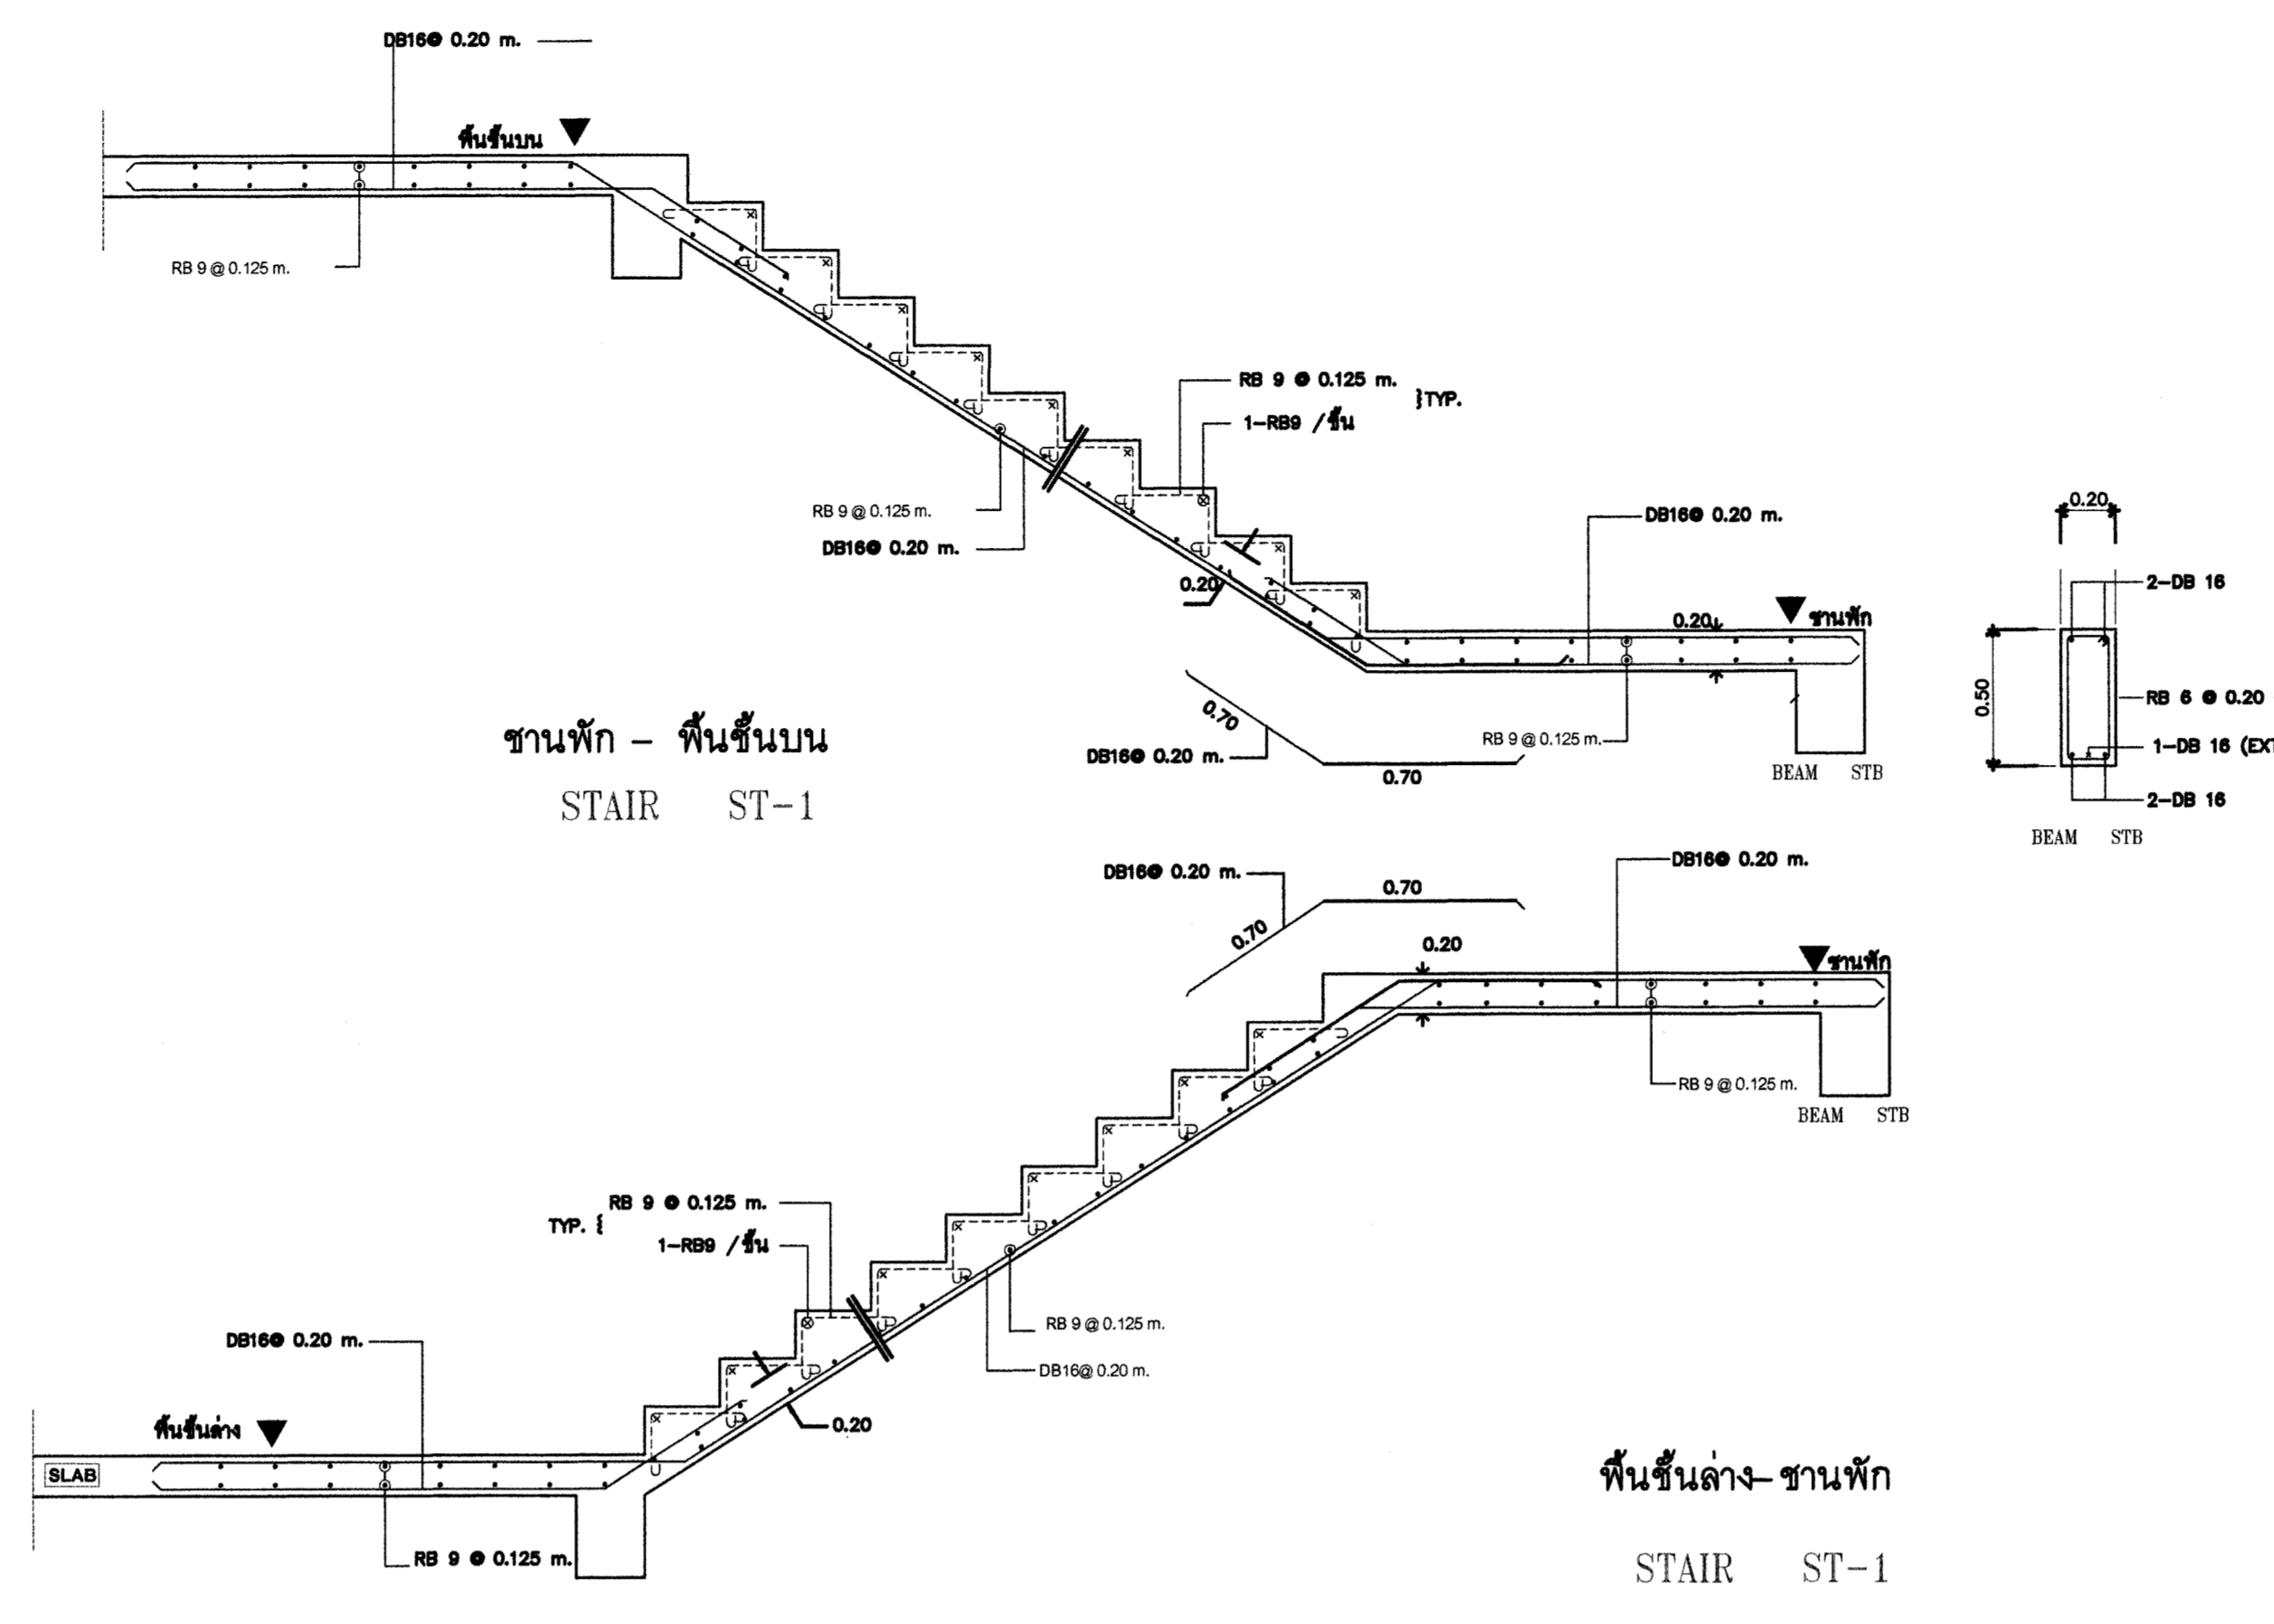 DB16@ 0.20 m.
พื้นชั้นบน
RB 9 @ 0.125 m.
RB 9 @ 0.125 m.
}TYP.
1-RB9 /ขั้น
RB 9 @ 0.125 m.
DB16@ 0.20 m.
DB16@ 0.20 m.
0.20
0.20
ชานพัก
0.70
DB16@ 0.20 m.
0.70
RB 9 @ 0.125 m.
BEAM STB
ชานพัก - พื้นชั้นบน
STAIR ST-1
0.20
2-DB 16
0.50
RB 6 @ 0.20
1-DB 16 (EXT
2-DB 16
BEAM STB
DB16@ 0.20 m.
0.70
0.70
DB16@ 0.20 m.
0.20
ชานพัก
RB 9 @ 0.125 m.
BEAM STB
RB 9 @ 0.125 m.
TYP. {
1-RB9 /ขั้น
RB 9 @ 0.125 m.
DB16@ 0.20 m.
DB16@ 0.20 m.
0.20
พื้นชั้นล่าง
SLAB
RB 9 @ 0.125 m.
พื้นชั้นล่าง-ชานพัก
STAIR ST-1